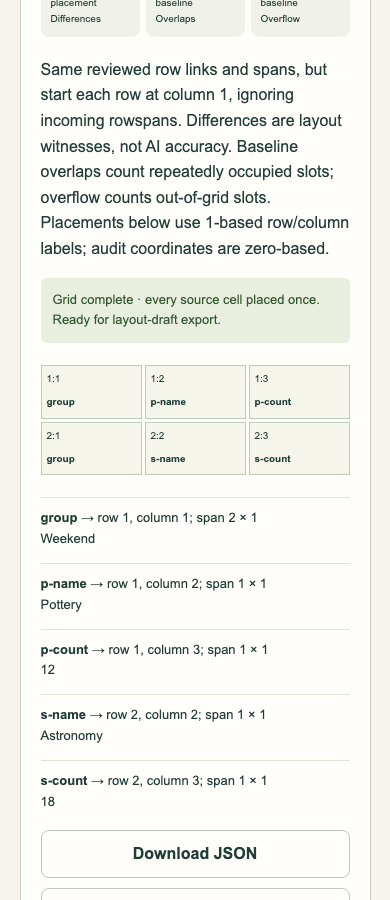 placement baseline baseline
Differences Overlaps Overflow
Same reviewed row links and spans, but
start each row at column 1, ignoring
incoming rowspans. Differences are layout
witnesses, not AI accuracy. Baseline
overlaps count repeatedly occupied slots;
overflow counts out-of-grid slots.
Placements below use 1-based row/column
labels; audit coordinates are zero-based.
Grid complete · every source cell placed once.
Ready for layout-draft export.
1:1 1:2 1:3
group p-name p-count
2:1 2:2 2:3
group s-name s-count
group → row 1, column 1; span 2 × 1
Weekend
p-name → row 1, column 2; span 1 × 1
Pottery
p-count → row 1, column 3; span 1 × 1
12
s-name → row 2, column 2; span 1 × 1
Astronomy
s-count → row 2, column 3; span 1 × 1
18
Download JSON